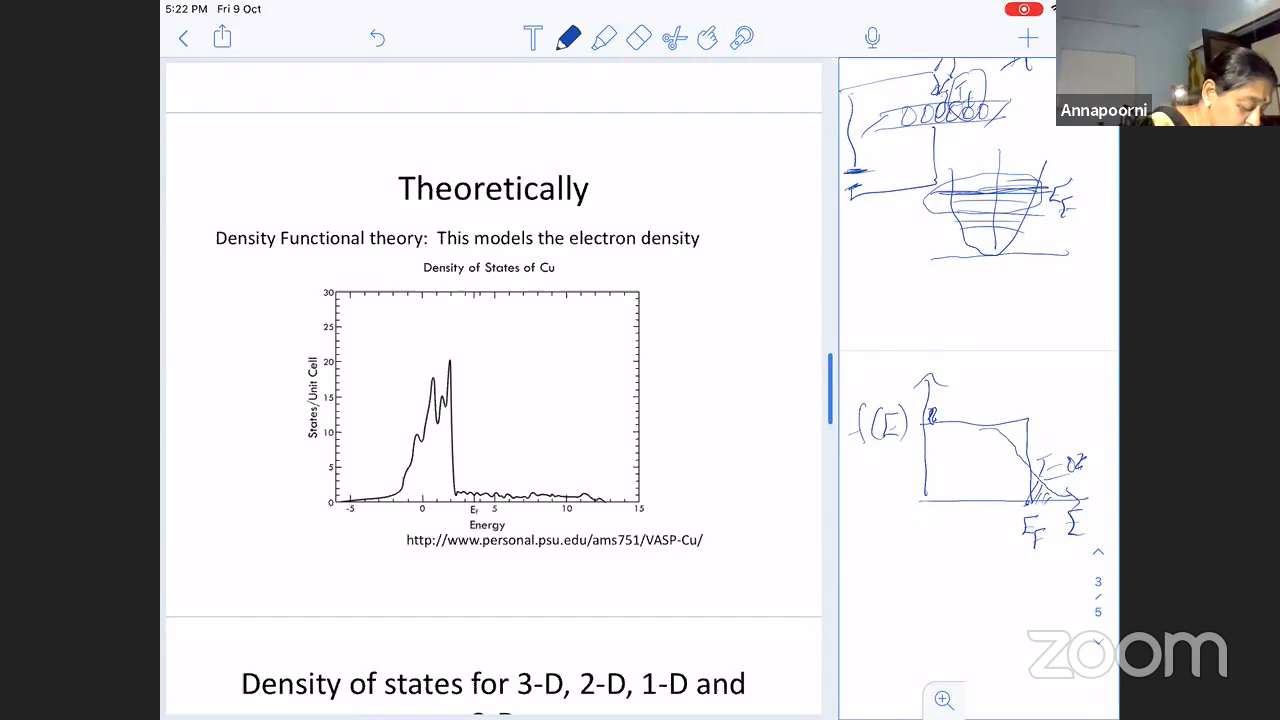 5:22 PM Fri 9 Oct
Annapoorni
Theoretically
Density Functional theory: This models the electron density
Density of States of Cu
States/Unit Cell
30
25
20
15
10
5
0
-5 0 Ef 5 10 15
Energy
http://www.personal.psu.edu/ams751/VASP-Cu/
Density of states for 3-D, 2-D, 1-D and
EF
f(E)
EF
E
3
/
5
zoom